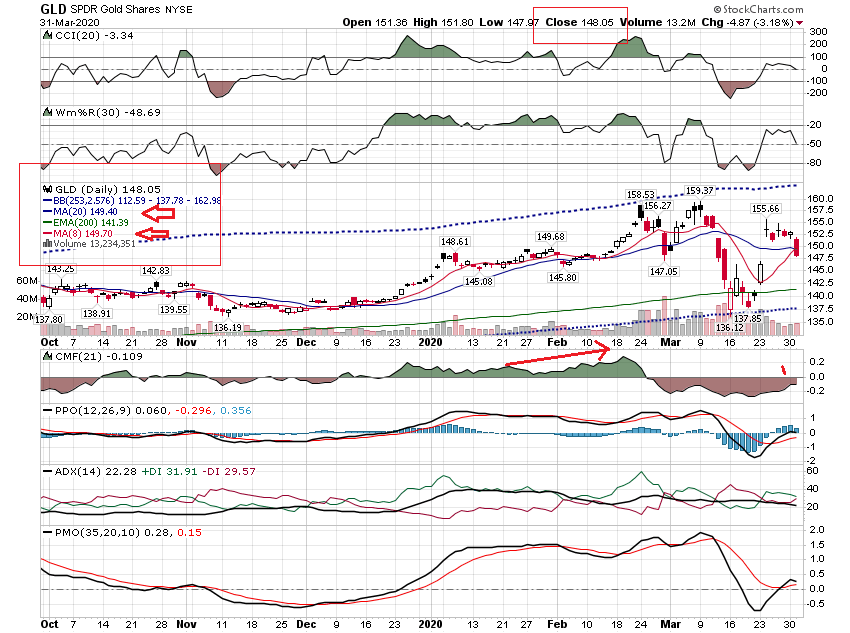 GLD SPDR Gold Shares NYSE
© StockCharts.com
31-Mar-2020
Open 151.36 High 151.80 Low 147.97 Close 148.05 Volume 13.2M Chg -4.87 (-3.18%)
CCI(20) -3.34
300
200
100
0
-100
-200
Wm%R(30) -48.69
-20
-50
-80
GLD (Daily) 148.05
BB(253,2.576) 112.59 - 137.78 - 162.98
MA(20) 149.40
EMA(200) 141.39
MA(8) 149.70
Volume 13,234,351
160.0
157.5
155.0
152.5
150.0
147.5
145.0
142.5
140.0
137.5
135.0
60M
40M
20M
143.25
137.80
138.91
142.83
139.55
136.19
148.61
145.08
149.68
145.80
158.53
156.27
147.05
159.37
136.12
137.85
155.66
Oct 7 14 21 28 Nov 11 18 25 Dec 9 16 23 2020 13 21 27 Feb 10 18 24 Mar 9 16 23 30
CMF(21) -0.109
0.2
0.0
-0.2
PPO(12,26,9) 0.060, -0.296, 0.356
1
0
-1
-2
ADX(14) 22.28 +DI 31.91 -DI 29.57
60
40
20
PMO(35,20,10) 0.28, 0.15
2.0
1.5
1.0
0.5
0.0
-0.5
Oct 7 14 21 28 Nov 11 18 25 Dec 9 16 23 2020 13 21 27 Feb 10 18 24 Mar 9 16 23 30